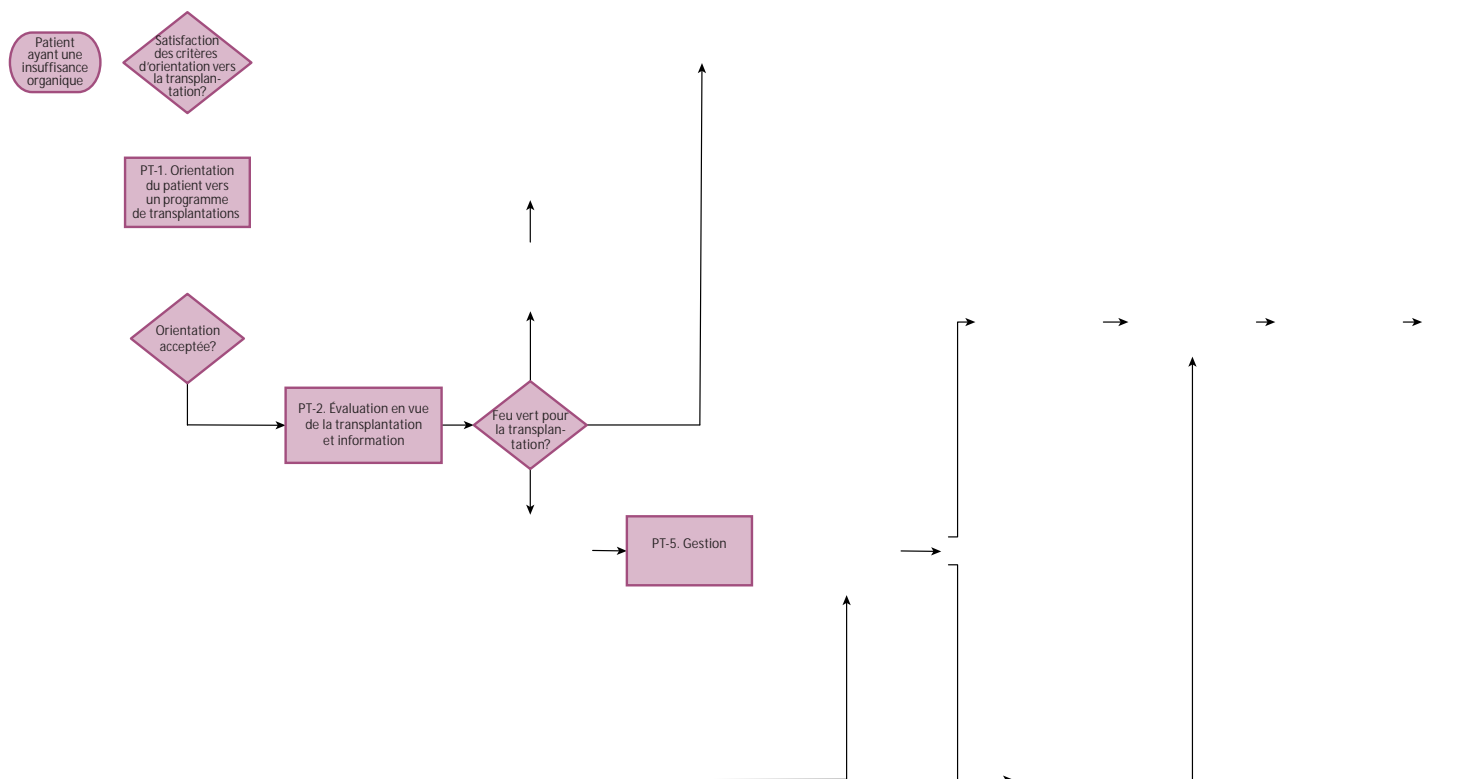 Patient
ayant une
insuffisance
organique
Satisfaction
des critères
d'orientation vers
la transplan-
tation?
PT-1. Orientation
du patient vers
un programme
de transplantations
Orientation
acceptée?
PT-2. Évaluation en vue
de la transplantation
et information
Feu vert pour
la transplan-
tation?
PT-5. Gestion